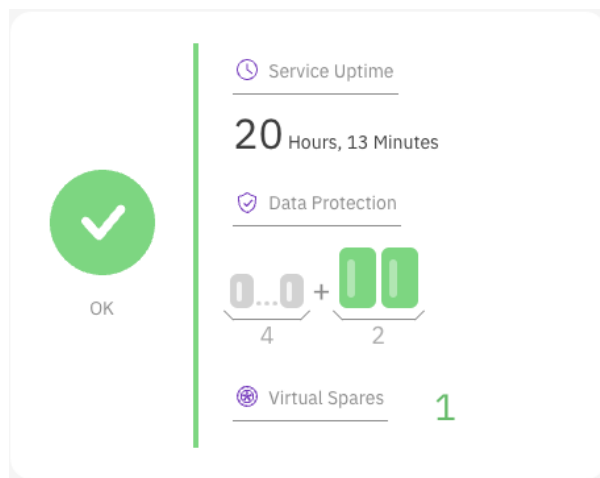 Service Uptime
20 Hours, 13 Minutes
Data Protection
+
4 2
OK
Virtual Spares 1